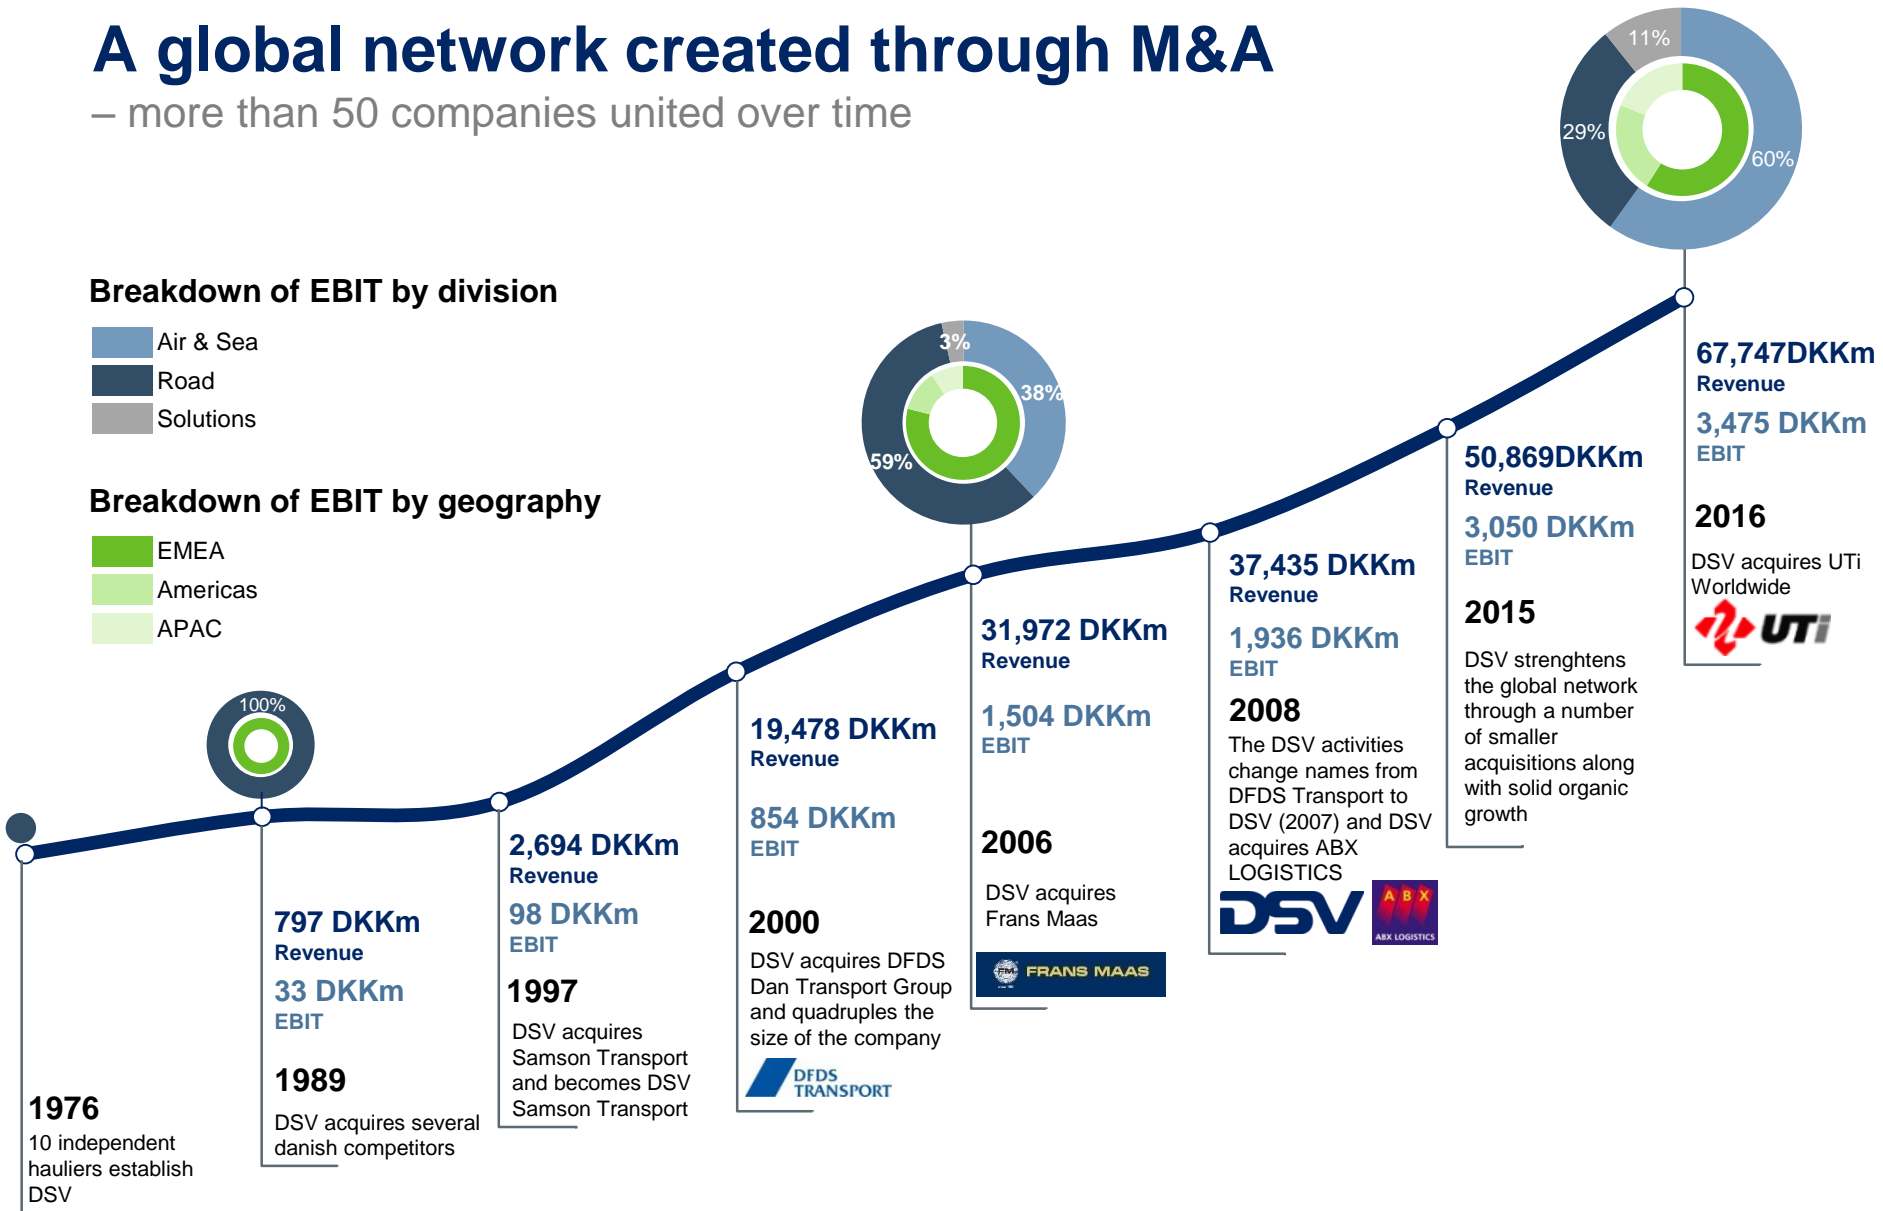 A global network created through M&A
– more than 50 companies united over time
11%
29%
60%
Breakdown of EBIT by division
Air & Sea
Road
Solutions
Breakdown of EBIT by geography
EMEA
Americas
APAC
3%
38%
59%
100%
1976
10 independent
hauliers establish
DSV
797 DKKm
Revenue
33 DKKm
EBIT
1989
DSV acquires several
danish competitors
2,694 DKKm
Revenue
98 DKKm
EBIT
1997
DSV acquires
Samson Transport
and becomes DSV
Samson Transport
19,478 DKKm
Revenue
854 DKKm
EBIT
2000
DSV acquires DFDS
Dan Transport Group
and quadruples the
size of the company
DFDS
TRANSPORT
31,972 DKKm
Revenue
1,504 DKKm
EBIT
2006
DSV acquires
Frans Maas
FM
FRANS MAAS
37,435 DKKm
Revenue
1,936 DKKm
EBIT
2008
The DSV activities
change names from
DFDS Transport to
DSV (2007) and DSV
acquires ABX
LOGISTICS
DSV
ABX
ABX LOGISTICS
50,869DKKm
Revenue
3,050 DKKm
EBIT
2015
DSV strenghtens
the global network
through a number
of smaller
acquisitions along
with solid organic
growth
67,747DKKm
Revenue
3,475 DKKm
EBIT
2016
DSV acquires UTi
Worldwide
UTi